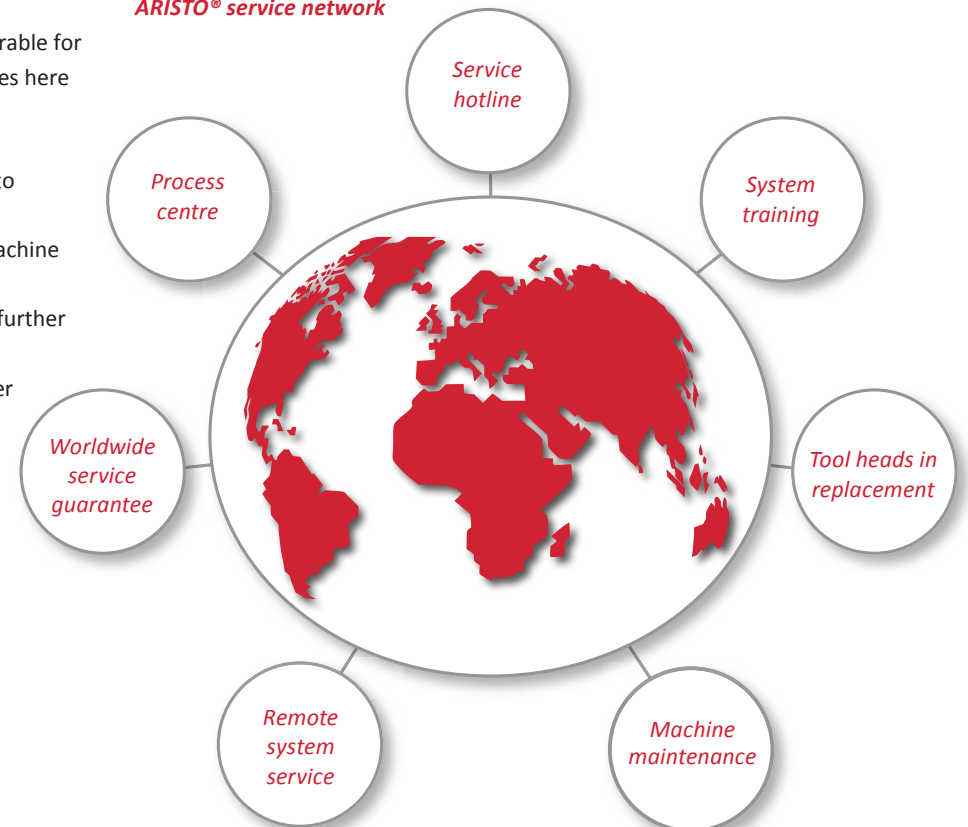 ARISTO® service network
rable for
es here
to
achine
further
er
Service
hotline
Process
centre
System
training
Worldwide
service
guarantee
Tool heads in
replacement
Remote
system
service
Machine
maintenance